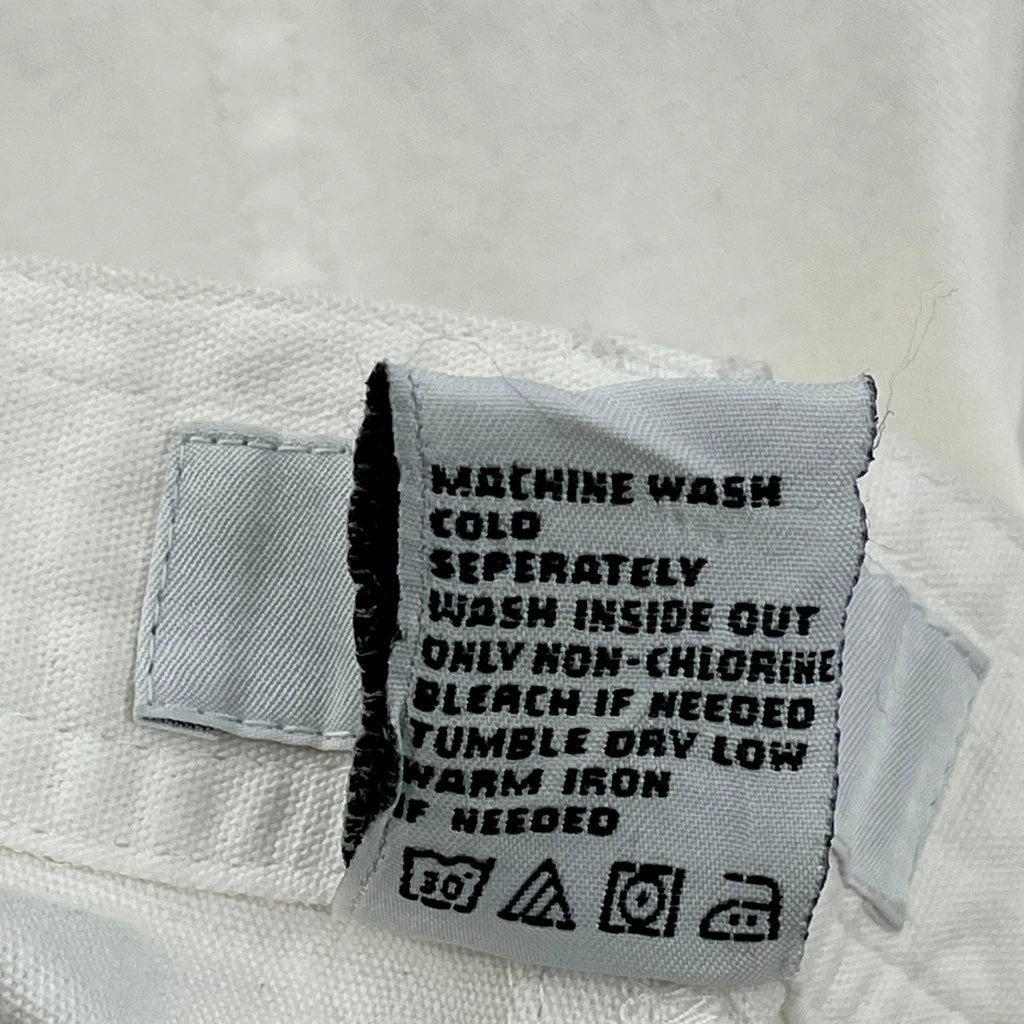 MACHINE WASH
COLD
SEPERATELY
WASH INSIDE OUT
ONLY NON-CHLORINE
BLEACH IF NEEDED
TUMBLE DRY LOW
WARM IRON
IF NEEDED
30